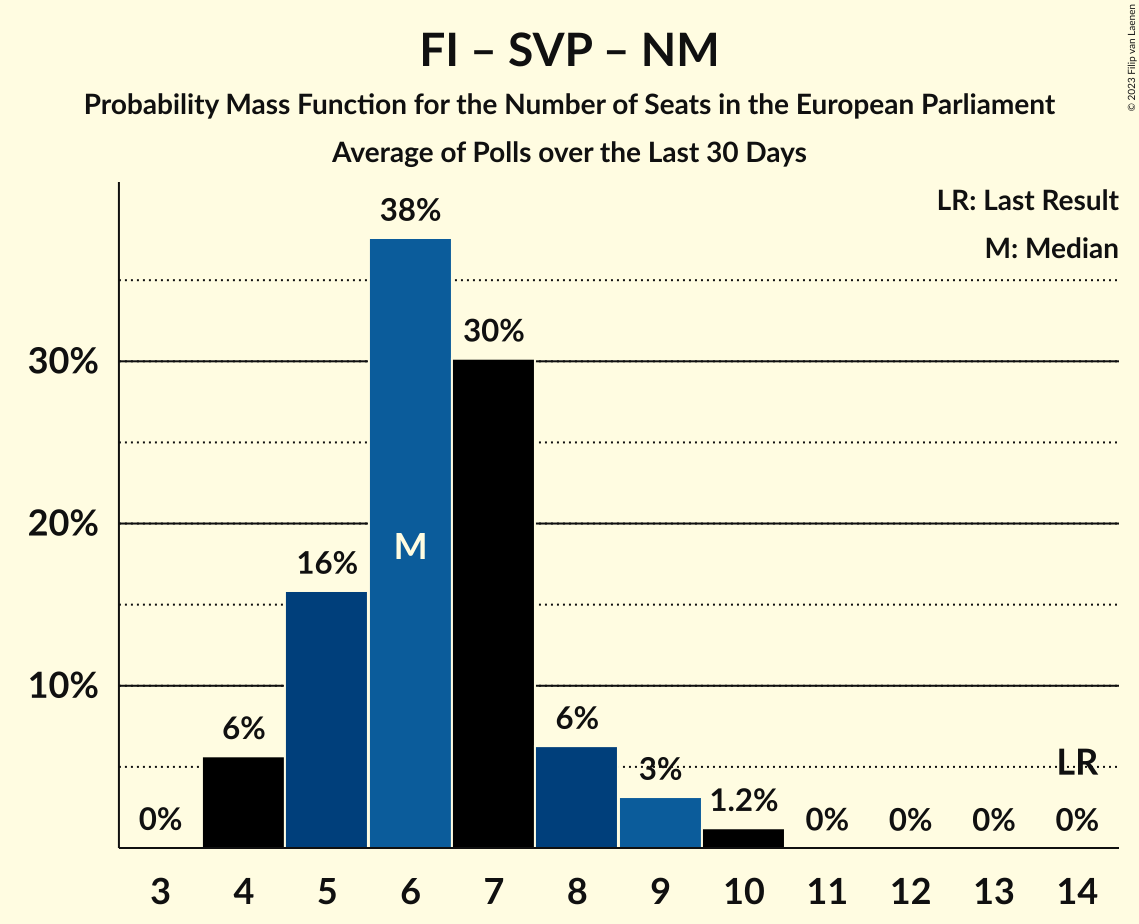 © 2023 Filip van Laenen
FI – SVP – NM
Probability Mass Function for the Number of Seats in the European Parliament
Average of Polls over the Last 30 Days
LR: Last Result
M: Median
38%
30%
30%
20%
16%
M
10%
6%
6%
3%
LR
1.2%
0%
0%
0%
0%
0%
3 4 5 6 7 8 9 10 11 12 13 14